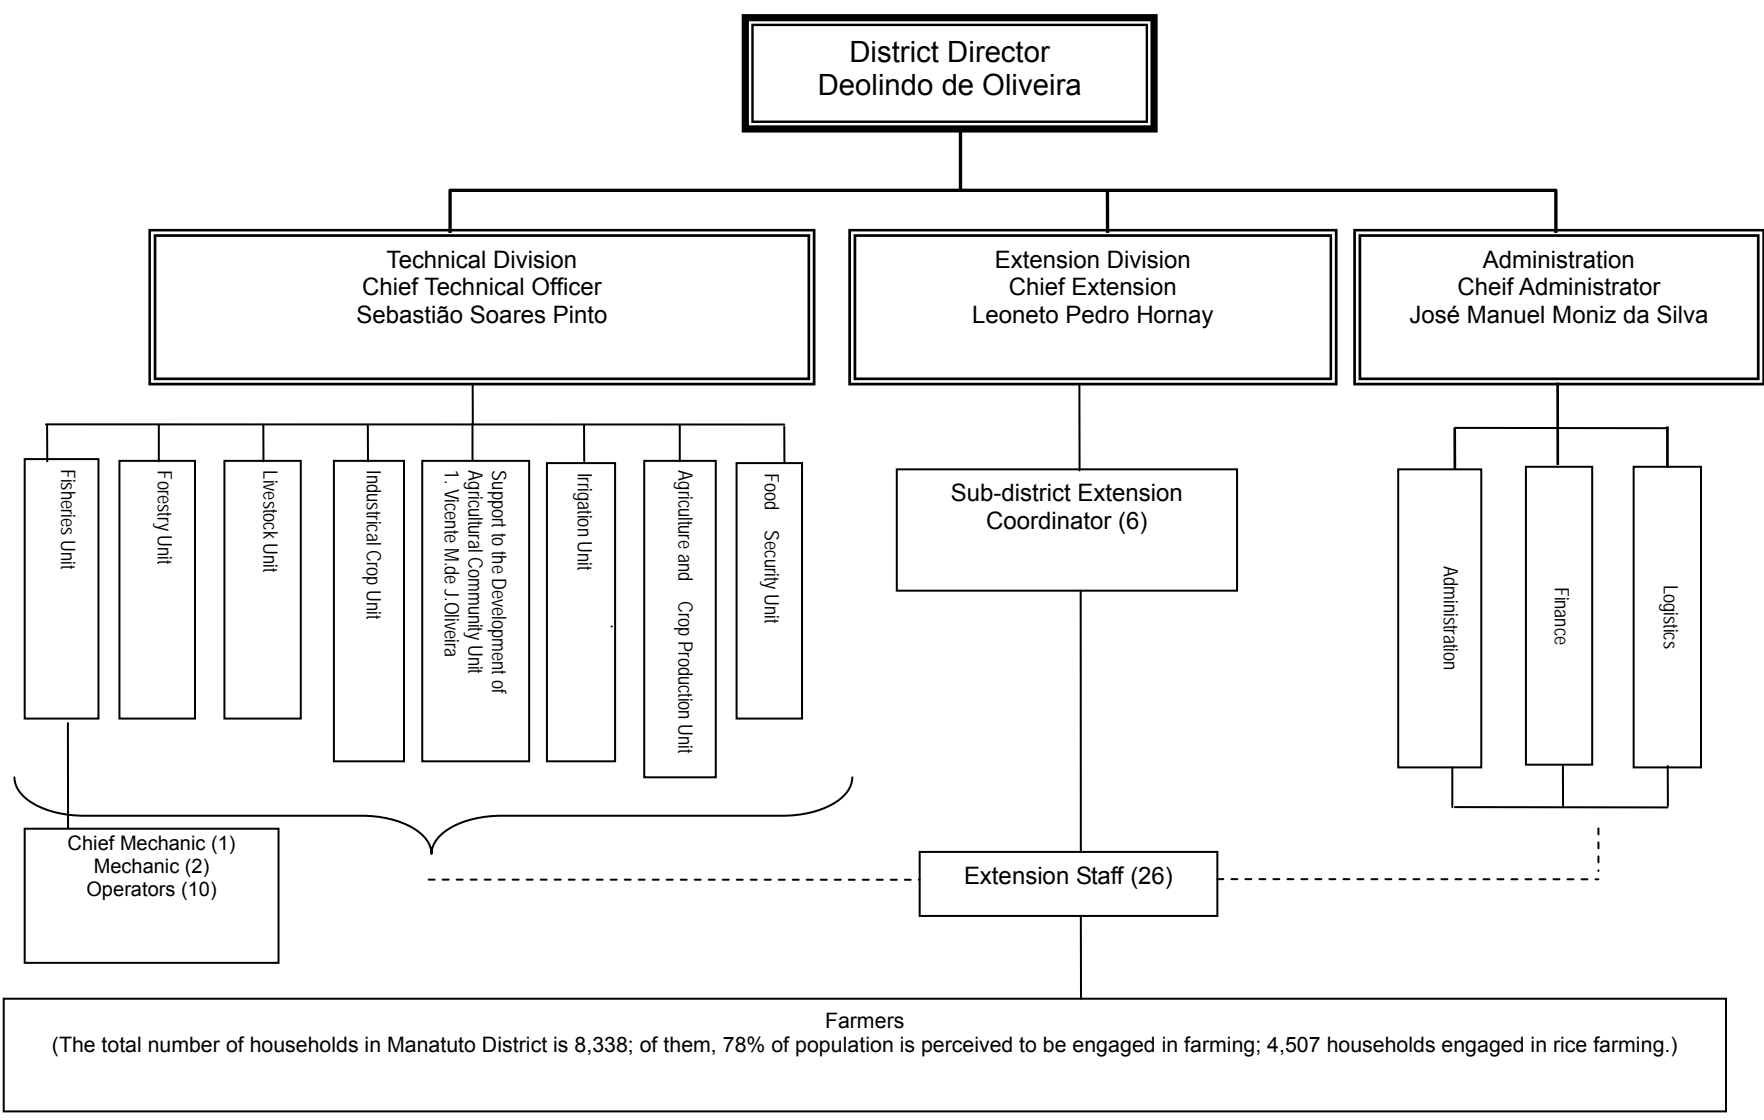 District Director
Deolindo de Oliveira
Technical Division
Chief Technical Officer
Sebastião Soares Pinto
Extension Division
Chief Extension
Leoneto Pedro Hornay
Administration
Cheif Administrator
José Manuel Moniz da Silva
Fisheries Unit
Forestry Unit
Livestock Unit
Industrical Crop Unit
Support to the Development of
Agricultural Community Unit
1. Vicente M.de J.Oliveira
Irrigation Unit
Agriculture and Crop Production Unit
Food Security Unit
Sub-district Extension
Coordinator (6)
Administration
Finance
Logistics
Chief Mechanic (1)
Mechanic (2)
Operators (10)
Extension Staff (26)
Farmers
(The total number of households in Manatuto District is 8,338; of them, 78% of population is perceived to be engaged in farming; 4,507 households engaged in rice farming.)